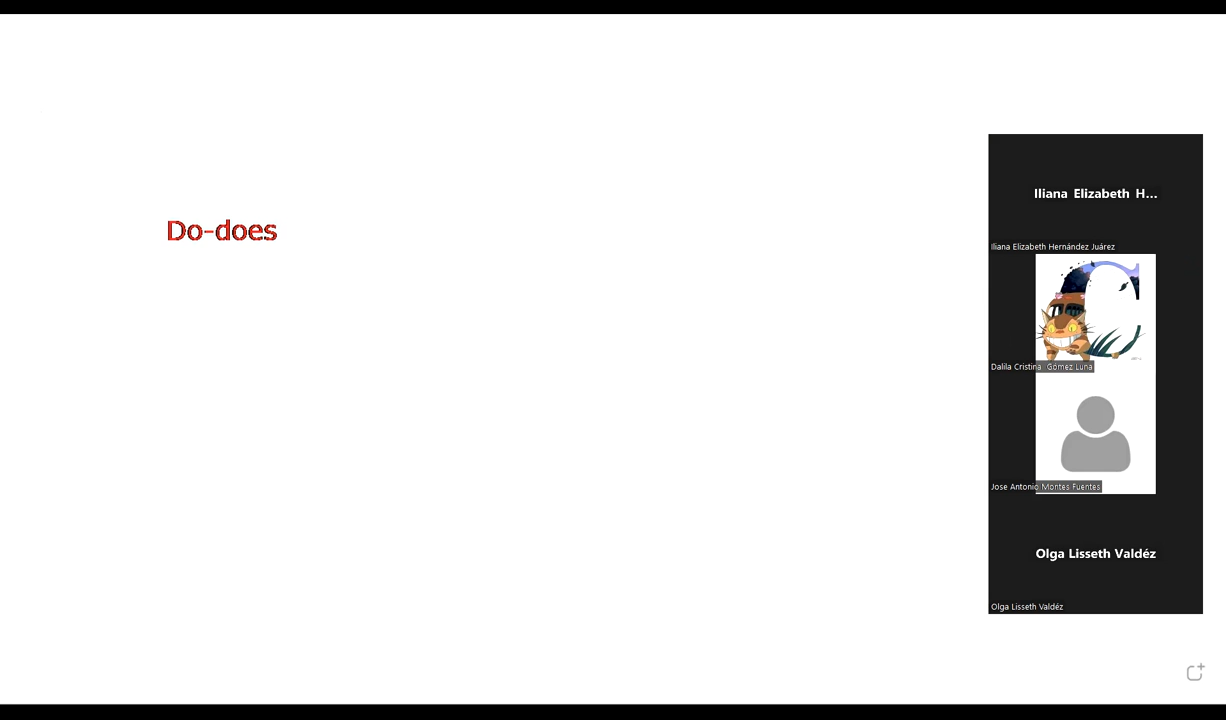 Do-does
Iliana Elizabeth H...
Iliana Elizabeth Hernández Juárez
Dalila Cristina Gómez Luna
Jose Antonio Montes Fuentes
Olga Lisseth Valdéz
Olga Lisseth Valdéz